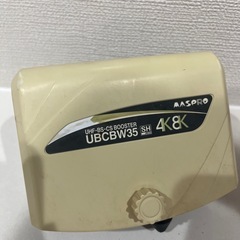 MASPRO
UHF-BS-CS BOOSTER
UBCBW35 SH 4K8K